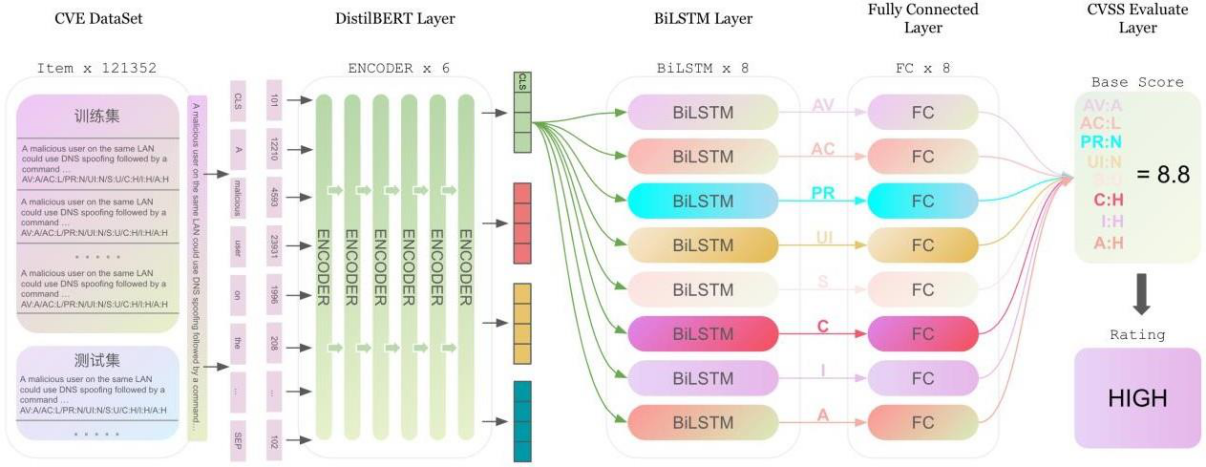 CVE DataSet
DistilBERT Layer
BiLSTM Layer
Fully Connected
Layer
CVSS Evaluate
Layer
Item x 121352
ENCODER x 6
BiLSTM x 8
FC x 8
Base Score
训练集
A malicious user on the same LAN
could use DNS spoofing followed by a
command ...
AV:A/AC:L/PR:N/UI:N/S:U/C:H/I:H/A:H
A malicious user on the same LAN
could use DNS spoofing followed by a
command ...
AV:A/AC:L/PR:N/UI:N/S:U/C:H/I:H/A:H
.....
A malicious user on the same LAN
could use DNS spoofing followed by a
command ...
AV:A/AC:L/PR:N/UI:N/S:U/C:H/I:H/A:H
测试集
A malicious user on the same LAN
could use DNS spoofing followed by a
command ...
AV:A/AC:L/PR:N/UI:N/S:U/C:H/I:H/A:H
.....
A malicious user on the same LAN could use DNS spoofing followed by a command....
CLS
A
malicious
user
on
the
...
SEP
101
12210
4593
23931
1996
208
...
102
ENCODER
ENCODER
ENCODER
ENCODER
ENCODER
ENCODER
CLS
BiLSTM
AV
FC
BiLSTM
AC
FC
BiLSTM
PR
FC
BiLSTM
UI
FC
BiLSTM
S
FC
BiLSTM
C
FC
BiLSTM
I
FC
BiLSTM
A
FC
AV:A
AC:L
PR:N
UI:N
C:H
I:H
A:H
= 8.8
Rating
HIGH